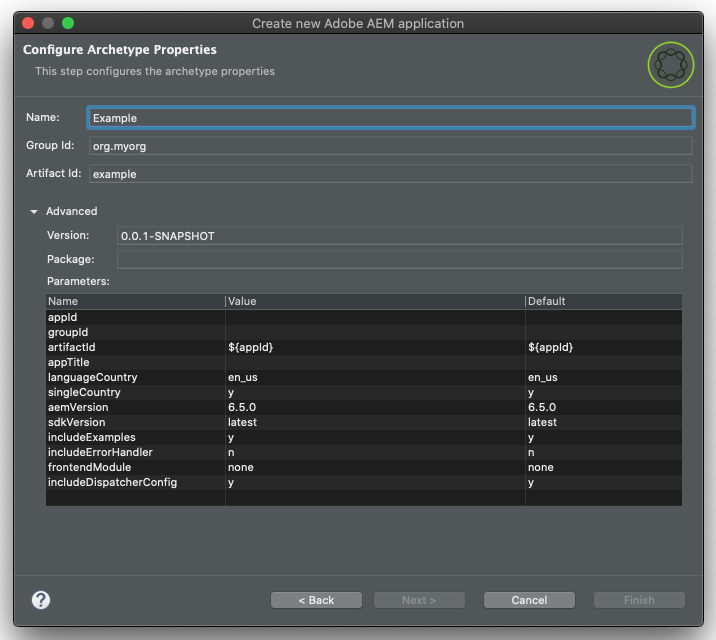 Create new Adobe AEM application
Configure Archetype Properties
This step configures the archetype properties
Name: Example
Group Id: org.myorg
Artifact Id: example
Advanced
Version: 0.0.1-SNAPSHOT
Package:
Parameters:
Name Value Default
appId
groupId
artifactId ${appId} ${appId}
appTitle
languageCountry en_us en_us
singleCountry y y
aemVersion 6.5.0 6.5.0
sdkVersion latest latest
includeExamples y y
includeErrorHandler n n
frontendModule none none
includeDispatcherConfig y y
? < Back Next > Cancel Finish